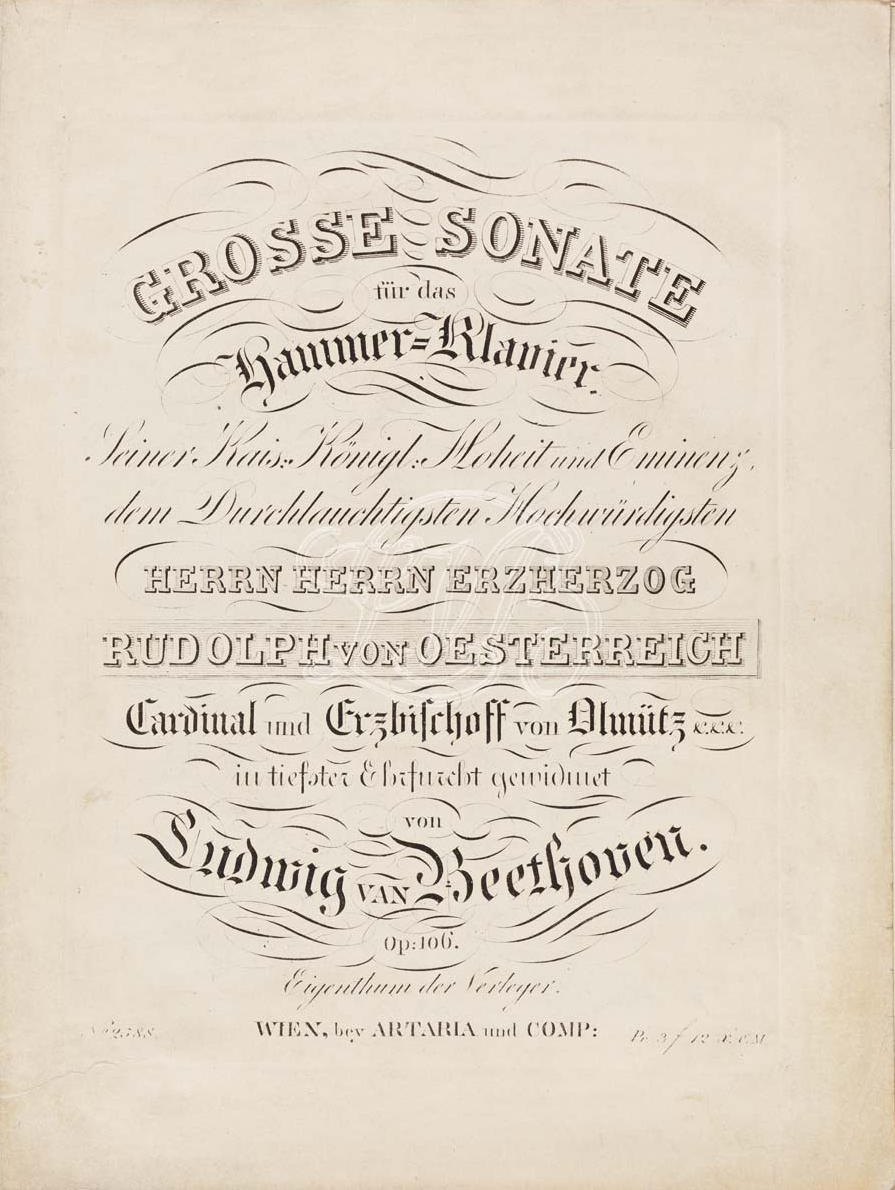 GROSSE SONATE
für das
Hammer=Klavier.
Seiner Kais: Königl: Hoheit und Eminenz,
dem Durchlauchtigsten Hochwürdigsten
HERRN HERRN ERZHERZOG
RUDOLPH VON OESTERREICH
Cardinal und Erzbischoff von Olmütz &.&.&.
in tiefster Ehrfurcht gewidmet
von
Ludwig VAN Beethoven.
Op: 106.
Eigenthum der Verleger.
WIEN, bey ARTARIA und COMP: